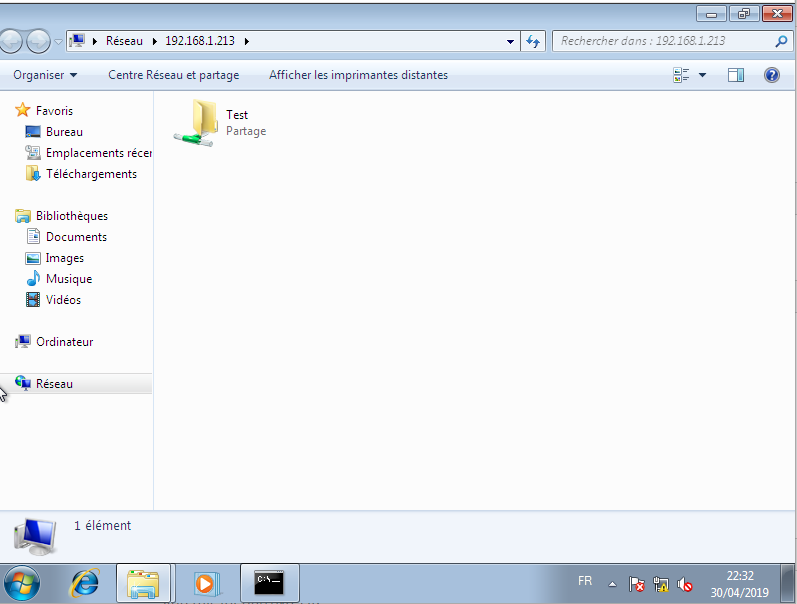 Réseau 192.168.1.213
Rechercher dans : 192.168.1.213
Organiser Centre Réseau et partage Afficher les imprimantes distantes
Favoris
Bureau
Emplacements récer
Téléchargements
Bibliothèques
Documents
Images
Musique
Vidéos
Ordinateur
Réseau
Test
Partage
1 élément
C:\
FR
22:32
30/04/2019